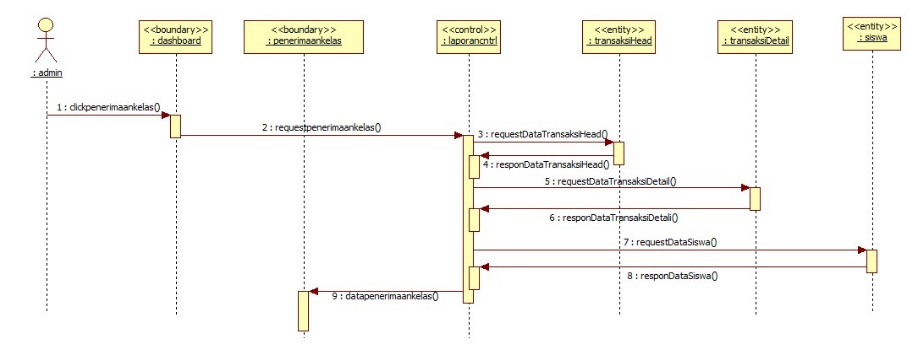 <<boundary>>
: dashboard
<<boundary>>
: penerimaankelas
<<control>>
: laporancntrl
<<entity>>
: transaksiHead
<<entity>>
: transaksiDetail
<<entity>>
: siswa
: admin
1 : clickpenerimaankelas()
2 : requestpenerimaankelas()
3 : requestDataTransaksiHead()
4 : responDataTransaksiHead()
5 : requestDataTransaksiDetail()
6 : responDataTransaksiDetali()
7 : requestDataSiswa()
8 : responDataSiswa()
9 : datapenerimaankelas()